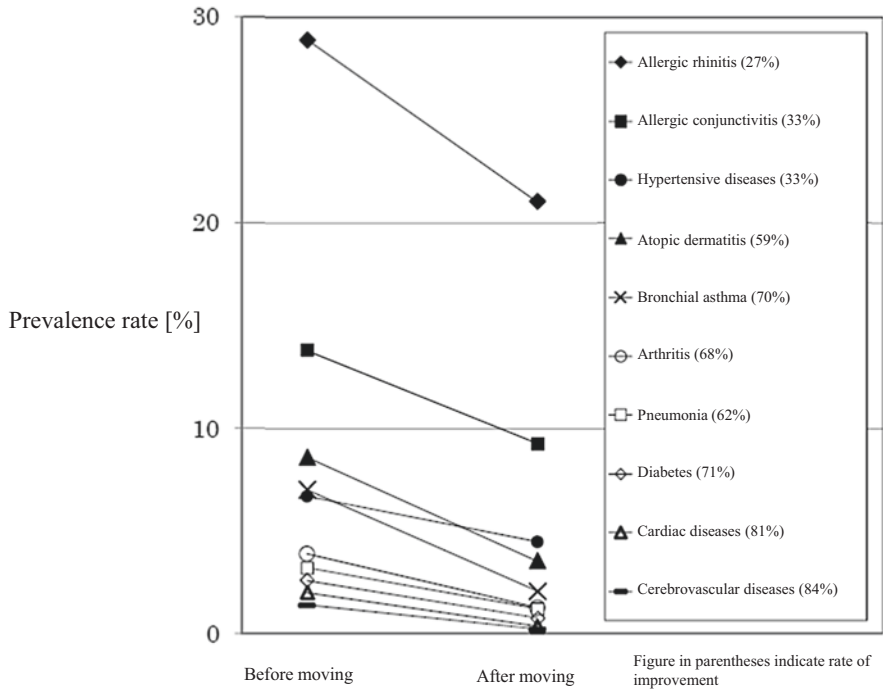 30
20
10
0
Prevalence rate [%]
Before moving
After moving
Allergic rhinitis (27%)
Allergic conjunctivitis (33%)
Hypertensive diseases (33%)
Atopic dermatitis (59%)
Bronchial asthma (70%)
Arthritis (68%)
Pneumonia (62%)
Diabetes (71%)
Cardiac diseases (81%)
Cerebrovascular diseases (84%)
Figure in parentheses indicate rate of
improvement